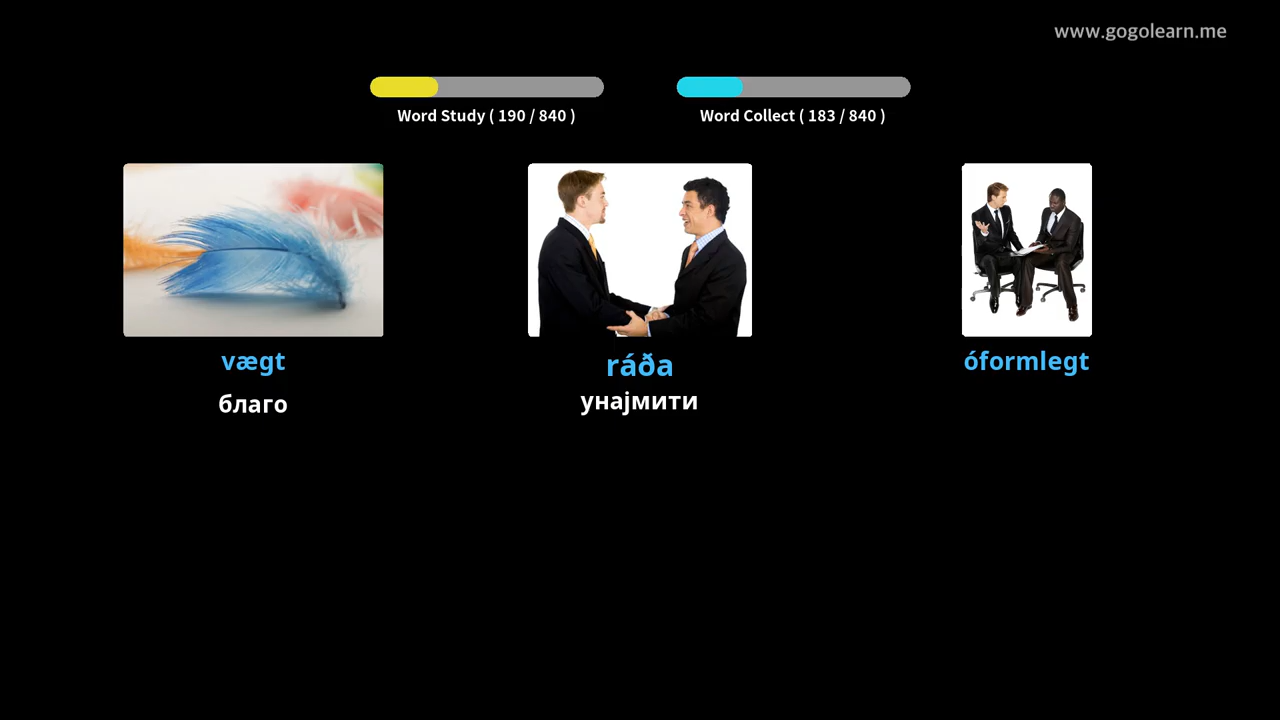 www.gogolearn.me
Word Study ( 190 / 840 )
Word Collect ( 183 / 840 )
vægt
ráða
óformlegt
благо
унајмити